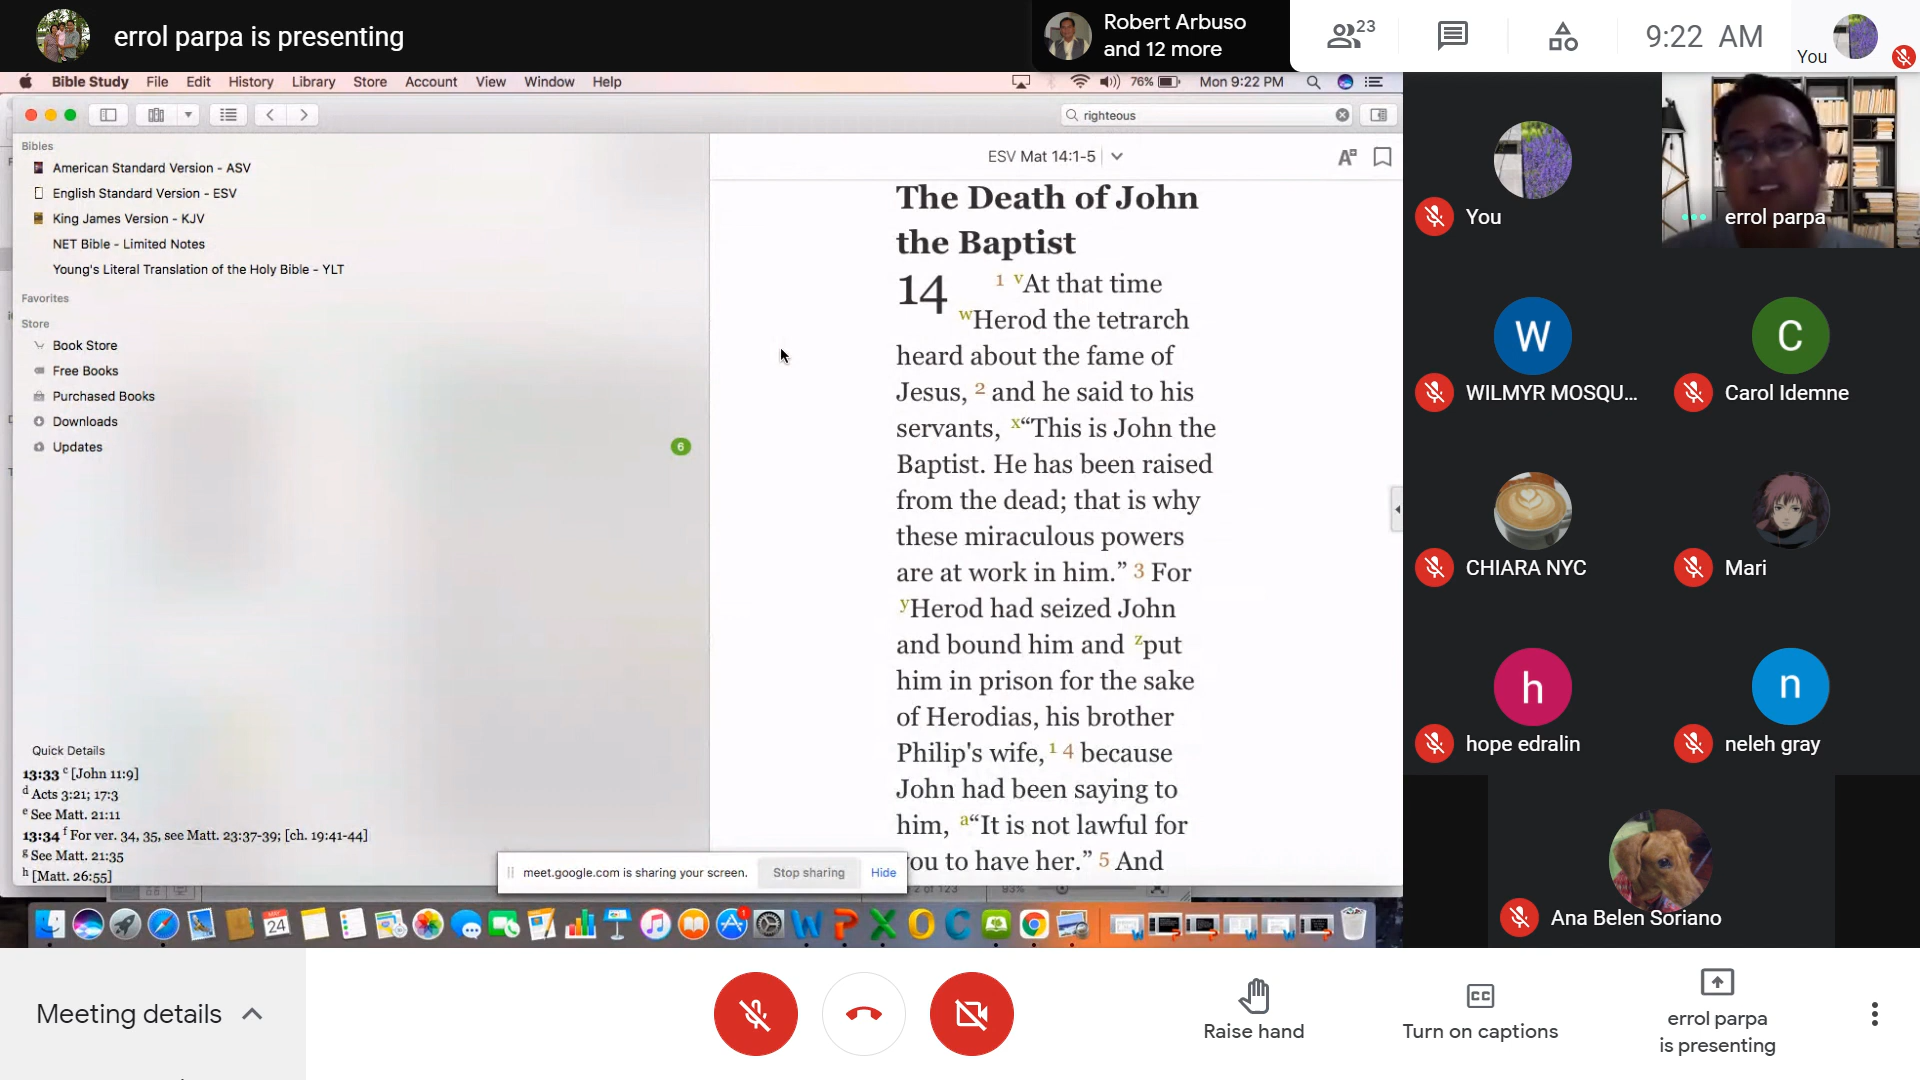 errol parpa is presenting
Robert Arbuso
and 12 more
23
9:22 AM
You
Bible Study File Edit History Library Store Account View Window Help
76% Mon 9:22 PM
righteous
Bibles
American Standard Version - ASV
English Standard Version - ESV
King James Version - KJV
NET Bible - Limited Notes
Young's Literal Translation of the Holy Bible - YLT
Favorites
Store
Book Store
Free Books
Purchased Books
Downloads
Updates
6
Quick Details
13:33 c [John 11:9]
d Acts 3:21; 17:3
e See Matt. 21:11
13:34 f For ver. 34, 35, see Matt. 23:37-39; [ch. 19:41-44]
g See Matt. 21:35
h [Matt. 26:55]
ESV Mat 14:1-5
The Death of John
the Baptist
14 1 vAt that time
wHerod the tetrarch
heard about the fame of
Jesus, 2 and he said to his
servants, x“This is John the
Baptist. He has been raised
from the dead; that is why
these miraculous powers
are at work in him.” 3 For
yHerod had seized John
and bound him and zput
him in prison for the sake
of Herodias, his brother
Philip's wife,1 4 because
John had been saying to
him, a“It is not lawful for
you to have her.” 5 And
meet.google.com is sharing your screen. Stop sharing Hide
2 of 123
93%
MAY
24
1
You
errol parpa
W
WILMYR MOSQU...
C
Carol Idemne
CHIARA NYC
Mari
h
hope edralin
n
neleh gray
Ana Belen Soriano
Meeting details
Raise hand
CC
Turn on captions
errol parpa
is presenting